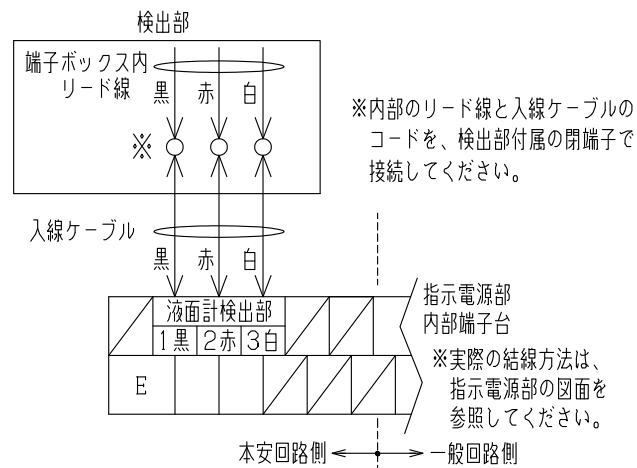 検出部
端子ボックス内
リード線
黒 赤 白
※
※内部のリード線と入線ケーブルの
コードを、検出部付属の閉端子で
接続してください。
入線ケーブル
黒 赤 白
液面計検出部
1黒 2赤 3白
E
指示電源部
内部端子台
※実際の結線方法は、
指示電源部の図面を
参照してください。
本安回路側 一般回路側